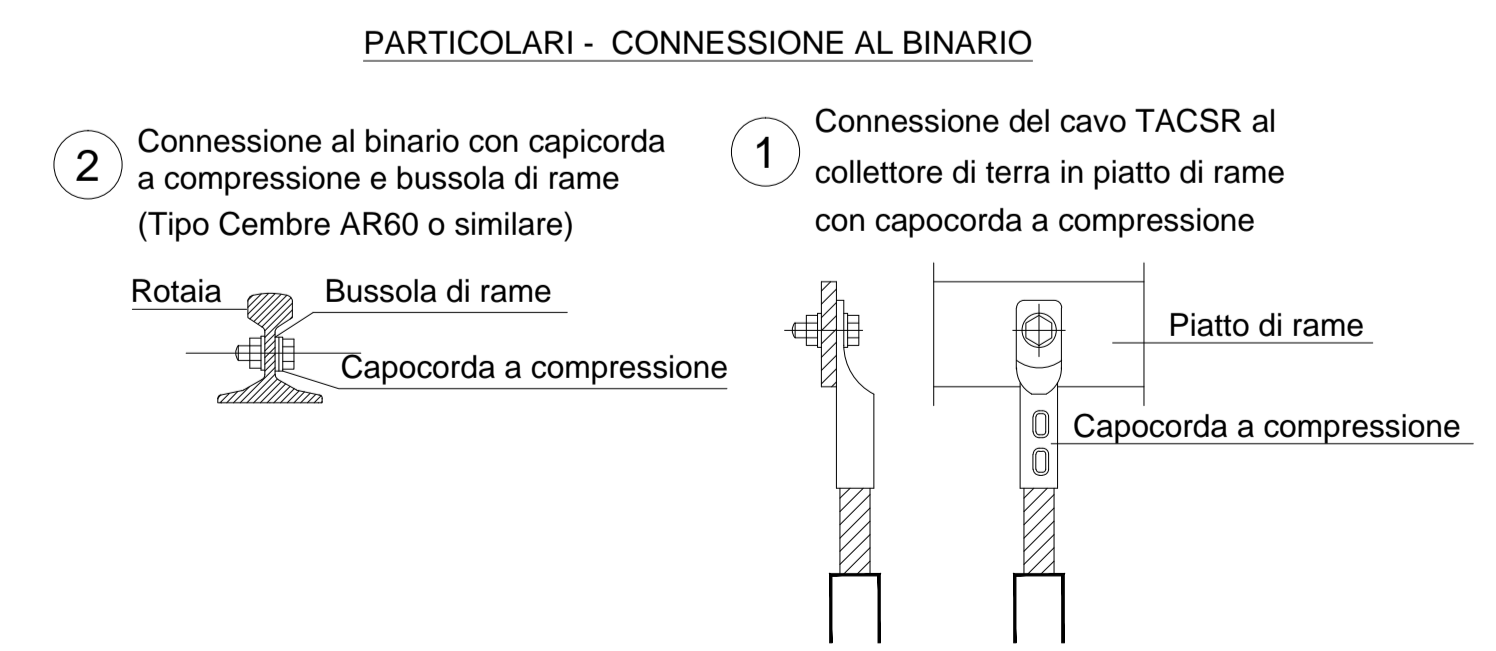 PARTICOLARI - CONNESSIONE AL BINARIO
2
Connessione al binario con capicorda
a compressione e bussola di rame
(Tipo Cembre AR60 o similare)
Rotaia
Bussola di rame
Capocorda a compressione
1
Connessione del cavo TACSR al
collettore di terra in piatto di rame
con capocorda a compressione
Piatto di rame
Capocorda a compressione